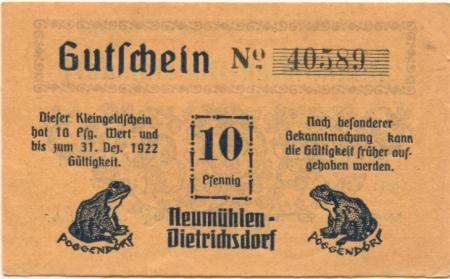 Gutschein No 40589
Dieser Kleingeldschein
hat 10 Pfg. Wert und
bis zum 31. Dez. 1922
Gültigkeit.
10
Pfennig
Nach besonderer
Bekanntmachung kann
die Gültigkeit früher auf-
gehoben werden.
POGGENDORF
Neumühlen-
Dietrichsdorf
POGGENDORF